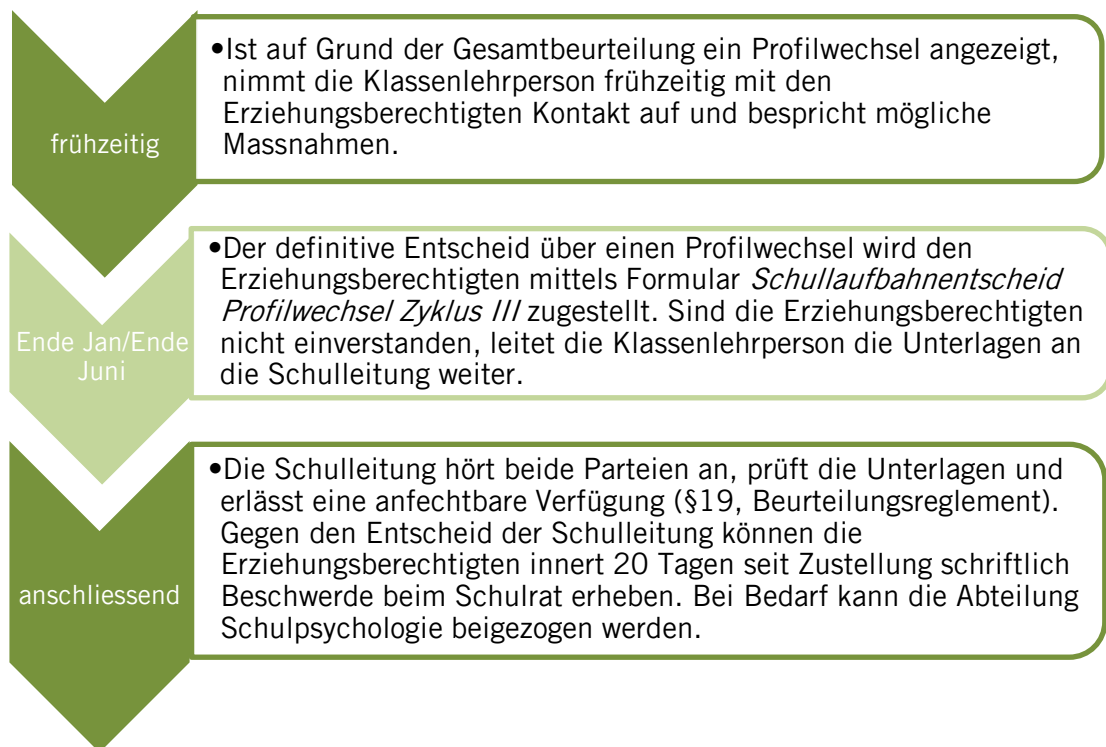 frühzeitig
•Ist auf Grund der Gesamtbeurteilung ein Profilwechsel angezeigt,
nimmt die Klassenlehrperson frühzeitig mit den
Erziehungsberechtigten Kontakt auf und bespricht mögliche
Massnahmen.
Ende Jan/Ende
Juni
•Der definitive Entscheid über einen Profilwechsel wird den
Erziehungsberechtigten mittels Formular Schullaufbahnentscheid
Profilwechsel Zyklus III zugestellt. Sind die Erziehungsberechtigten
nicht einverstanden, leitet die Klassenlehrperson die Unterlagen an
die Schulleitung weiter.
anschliessend
•Die Schulleitung hört beide Parteien an, prüft die Unterlagen und
erlässt eine anfechtbare Verfügung (§19, Beurteilungsreglement).
Gegen den Entscheid der Schulleitung können die
Erziehungsberechtigten innert 20 Tagen seit Zustellung schriftlich
Beschwerde beim Schulrat erheben. Bei Bedarf kann die Abteilung
Schulpsychologie beigezogen werden.